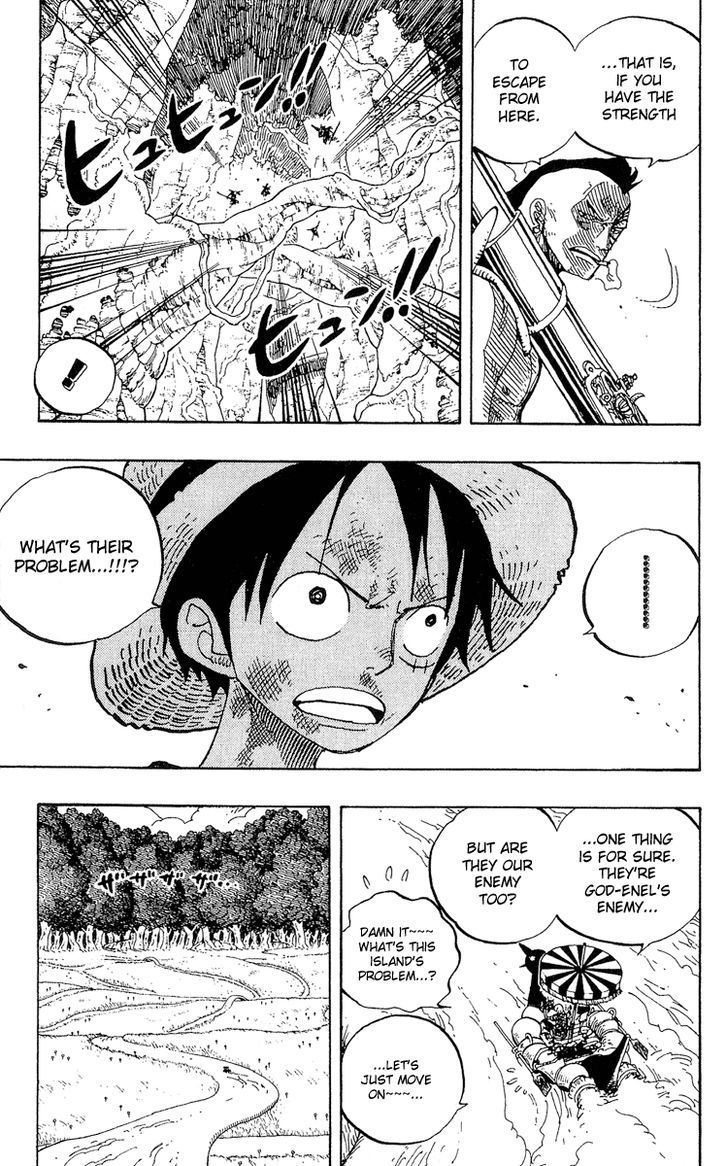 ...THAT IS,
IF YOU
HAVE THE
STRENGTH
TO
ESCAPE
FROM
HERE.
ヒュヒュン!!
ヒュン!!
!
..........
WHAT'S THEIR
PROBLEM...!!!?
...ONE THING
IS FOR SURE.
THEY'RE
GOD-ENEL'S
ENEMY...
BUT ARE
THEY OUR
ENEMY
TOO?
DAMN IT~~~
WHAT'S THIS
ISLAND'S
PROBLEM...?
...LET'S
JUST MOVE
ON~~~...
ザザザザ...